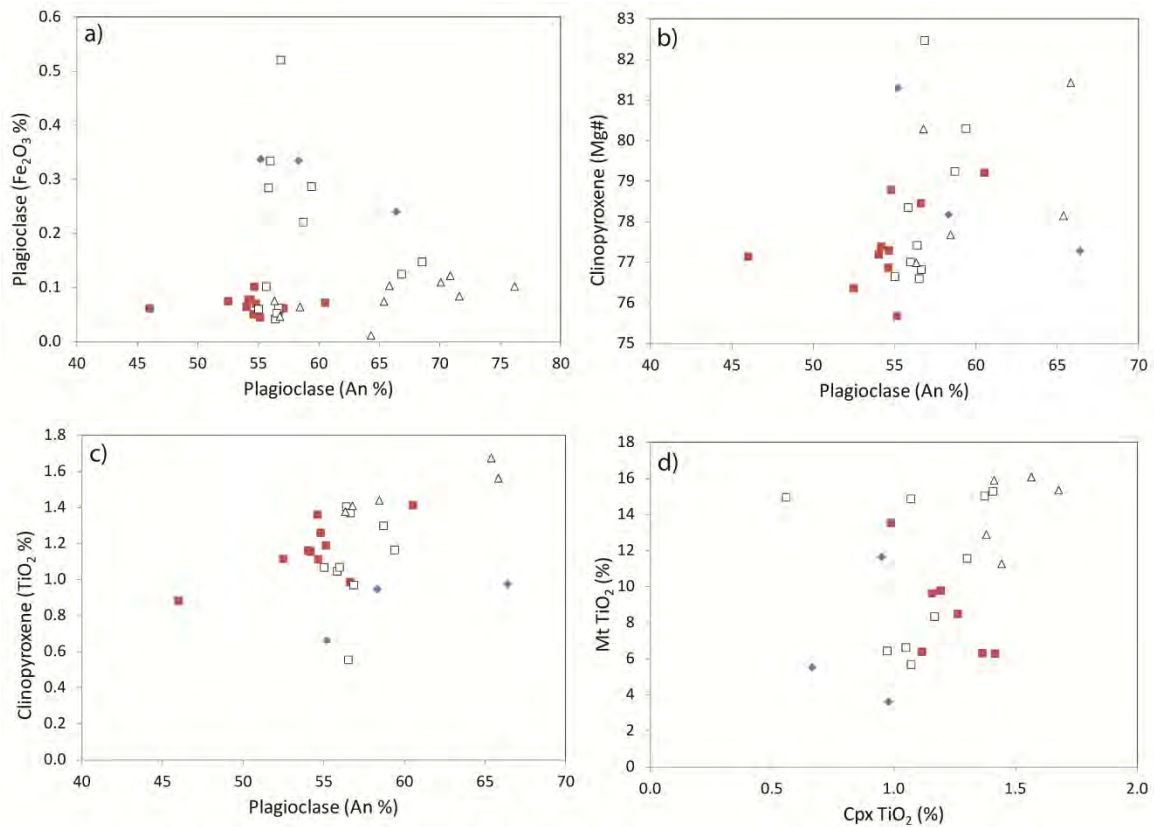 a)
Plagioclase (Fe₂O₃ %)
0.6
0.5
0.4
0.3
0.2
0.1
0.0
40 45 50 55 60 65 70 75 80
Plagioclase (An %)
b)
Clinopyroxene (Mg#)
83
82
81
80
79
78
77
76
75
40 45 50 55 60 65 70
Plagioclase (An %)
c)
Clinopyroxene (TiO₂ %)
1.8
1.6
1.4
1.2
1.0
0.8
0.6
0.4
0.2
0.0
40 45 50 55 60 65 70
Plagioclase (An %)
d)
Mt TiO₂ (%)
18
16
14
12
10
8
6
4
2
0
0.0 0.5 1.0 1.5 2.0
Cpx TiO₂ (%)